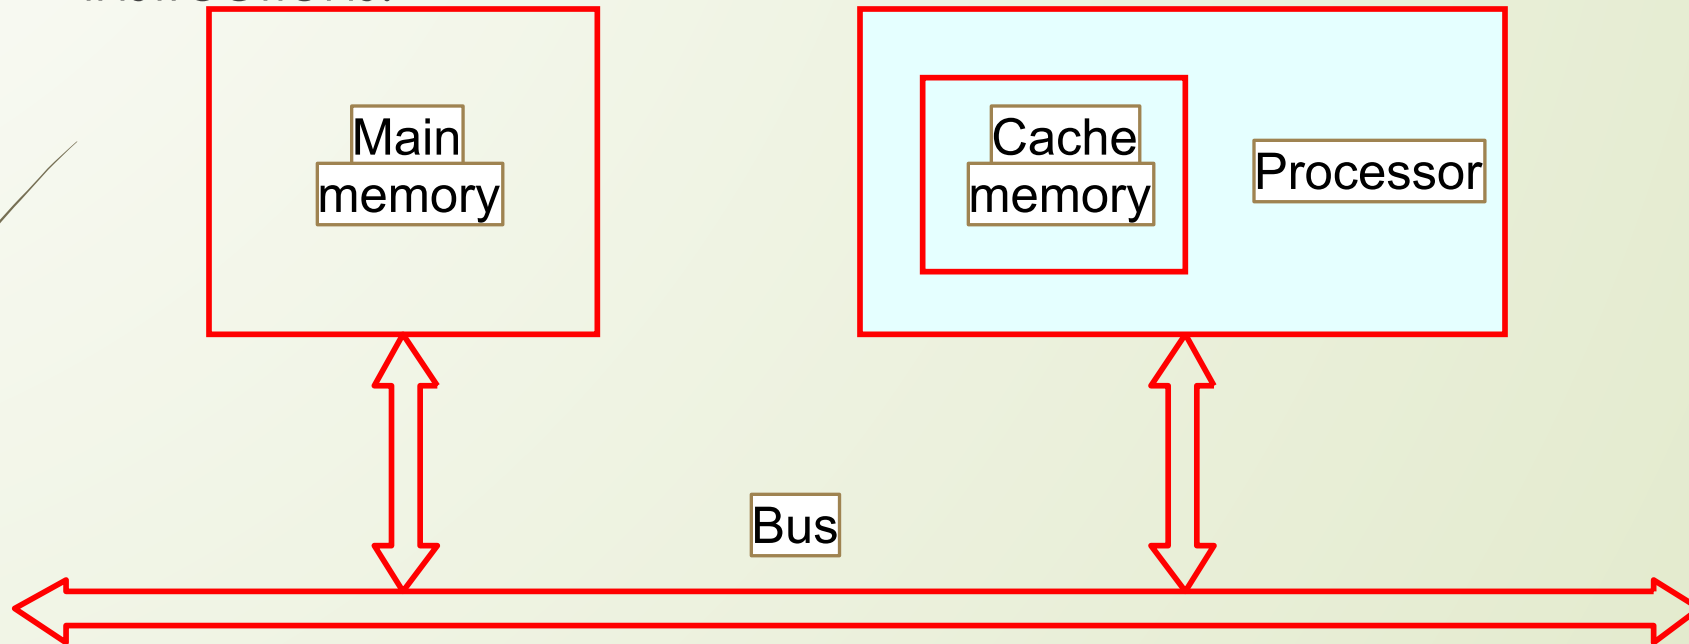 Main
memory
Cache
memory
Processor
Bus